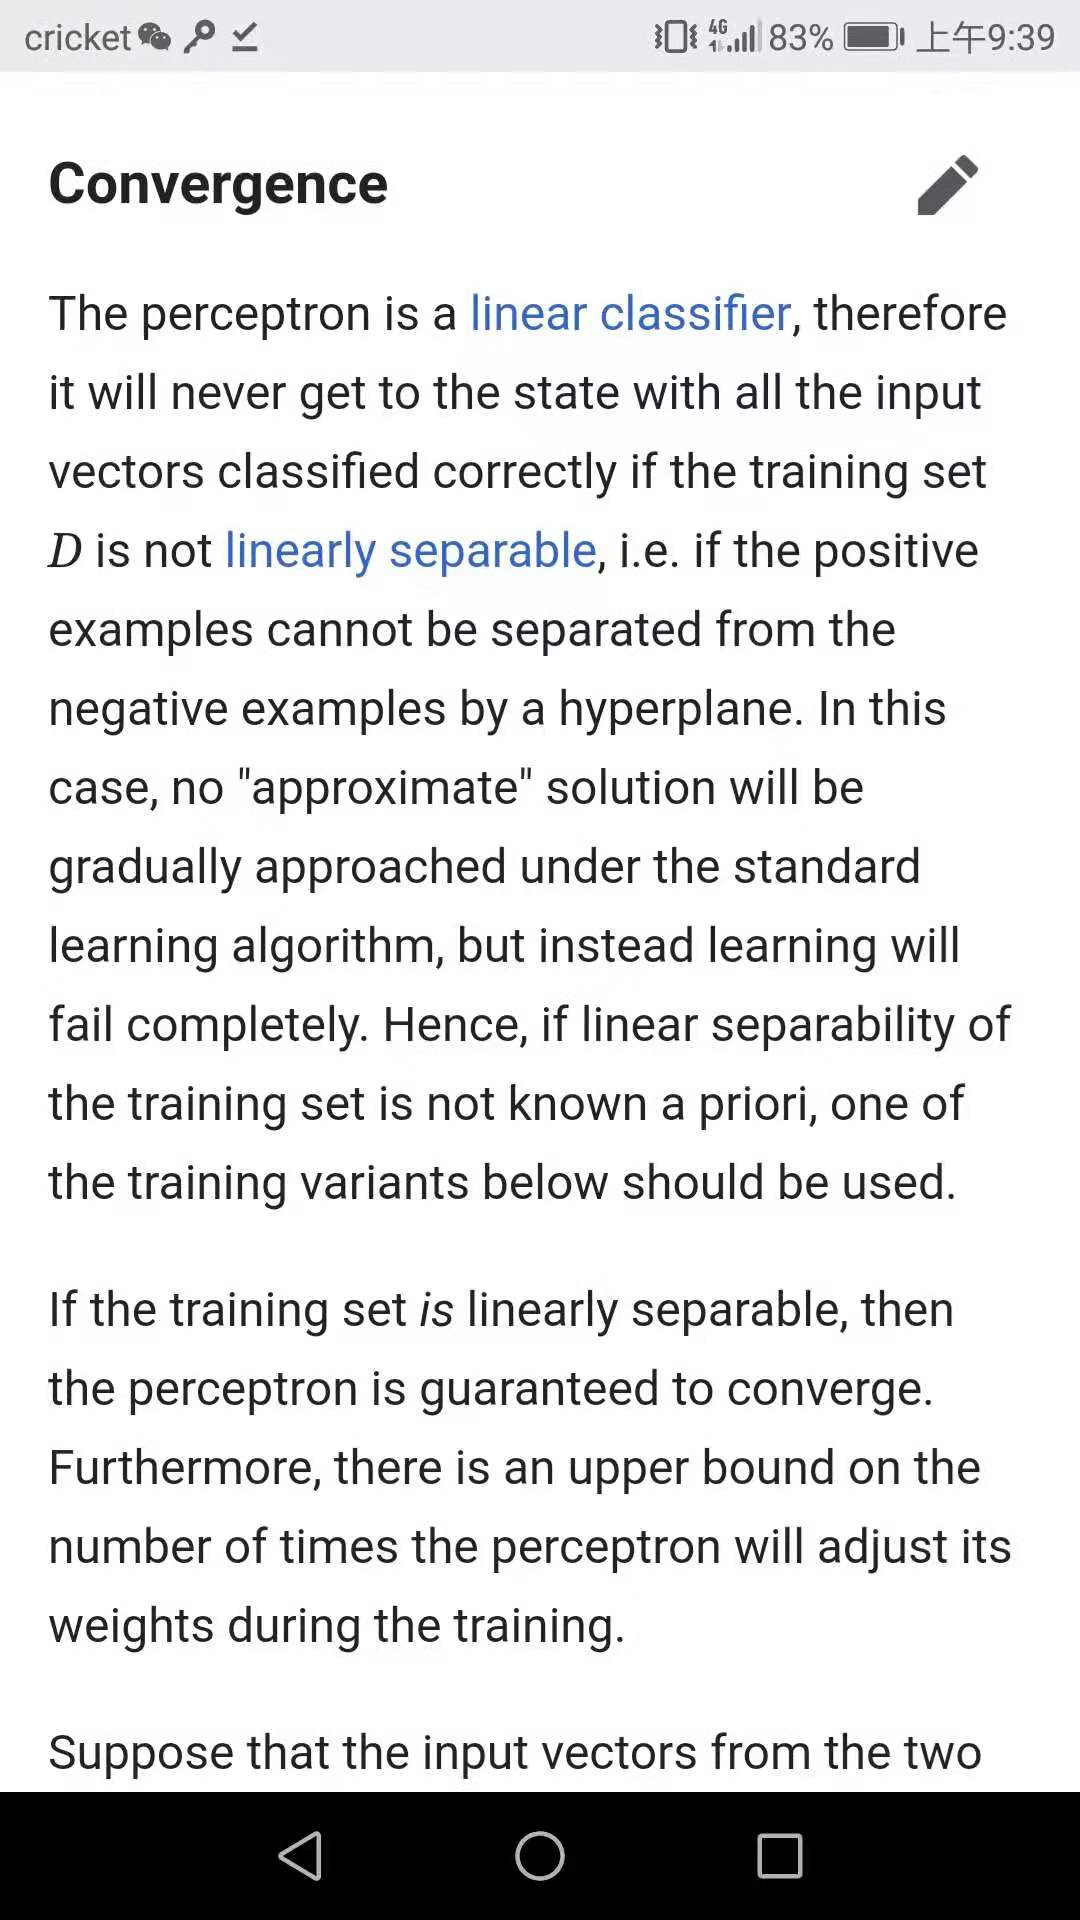 cricket 4G 83% 上午9:39
Convergence
The perceptron is a linear classifier, therefore
it will never get to the state with all the input
vectors classified correctly if the training set
D is not linearly separable, i.e. if the positive
examples cannot be separated from the
negative examples by a hyperplane. In this
case, no "approximate" solution will be
gradually approached under the standard
learning algorithm, but instead learning will
fail completely. Hence, if linear separability of
the training set is not known a priori, one of
the training variants below should be used.
If the training set is linearly separable, then
the perceptron is guaranteed to converge.
Furthermore, there is an upper bound on the
number of times the perceptron will adjust its
weights during the training.
Suppose that the input vectors from the two